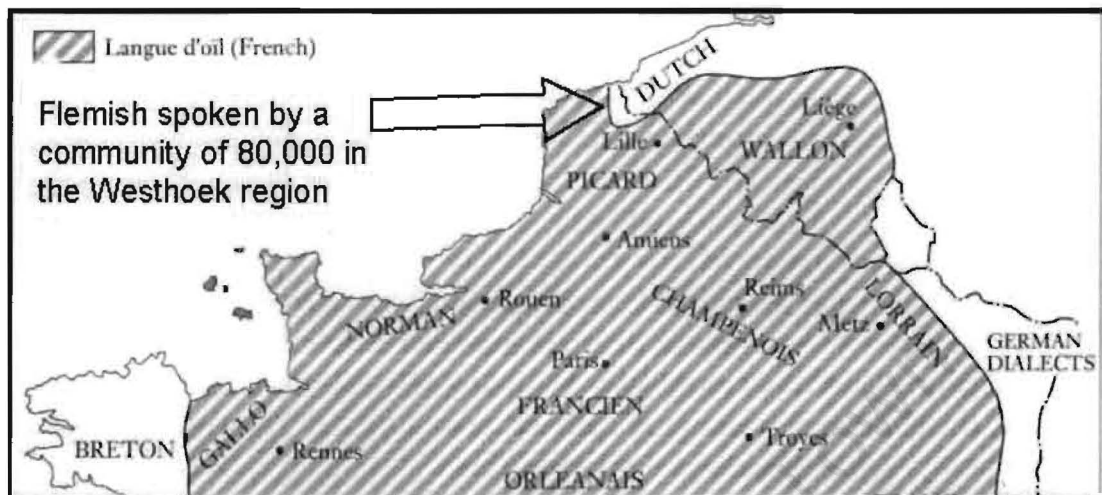 Langue d'oïl (French)
Flemish spoken by a
community of 80,000 in
the Westhoek region
DUTCH
Liège
Lille
WALLON
PICARD
Amiens
Reims
Rouen
CHAMPENOIS
LORRAIN
NORMAN
Metz
GERMAN
DIALECTS
Paris
FRANCIEN
GALLO
BRETON
Rennes
Troyes
ORLEANAIS